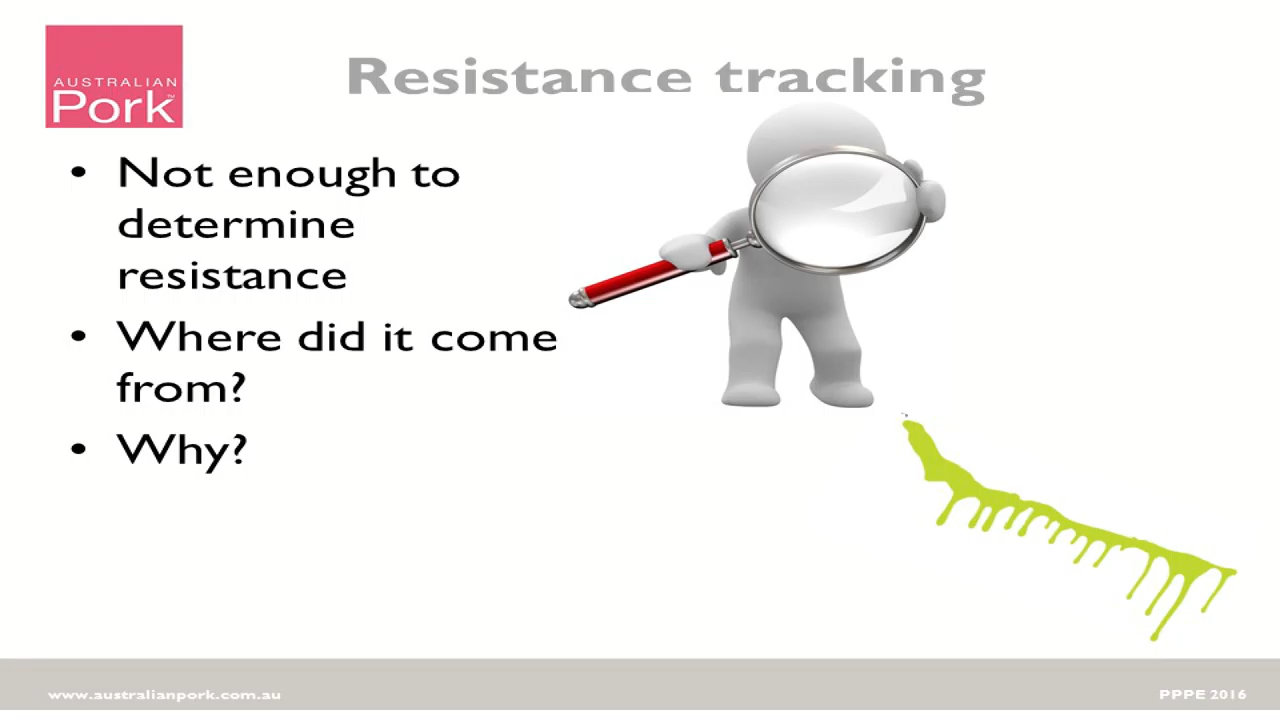 AUSTRALIAN
Pork™
Resistance tracking
• Not enough to
determine
resistance
• Where did it come
from?
• Why?
www.australianpork.com.au
PPPE 2016